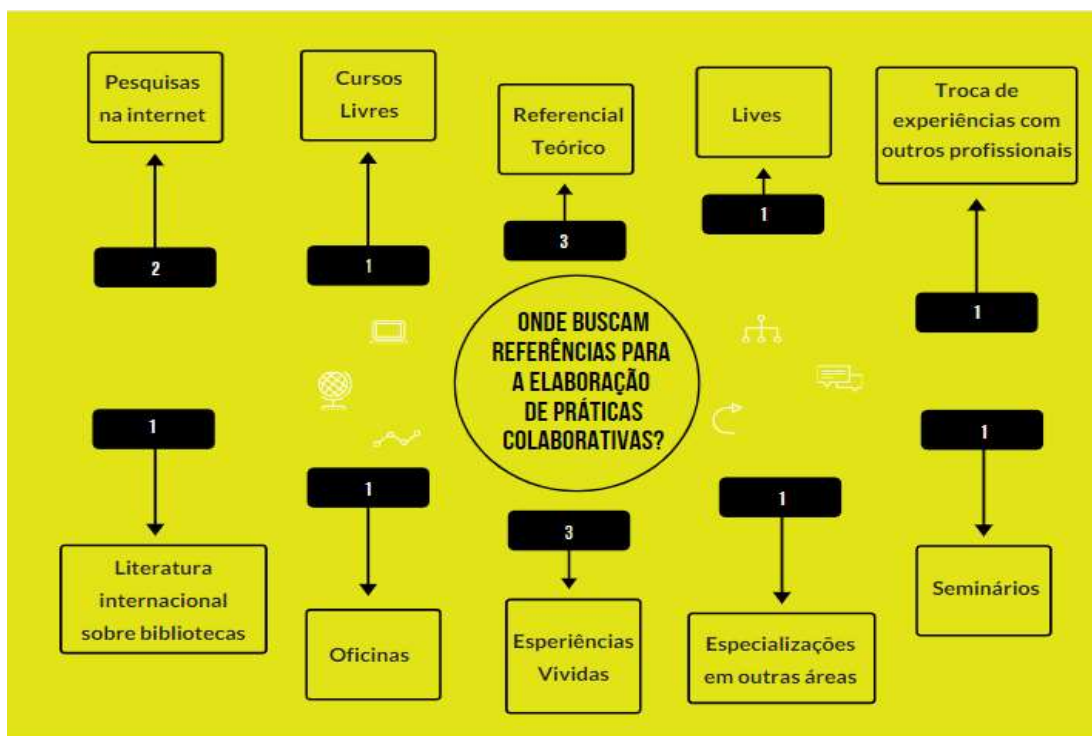 Pesquisas
na internet
Cursos
Livres
Referencial
Teórico
Lives
Troca de
experiências com
outros profissionais
2
1
3
1
1
ONDE BUSCAM
REFERÊNCIAS PARA
A ELABORAÇÃO
DE PRÁTICAS
COLABORATIVAS?
1
1
3
1
1
Literatura
internacional
sobre bibliotecas
Oficinas
Esperiências
Vividas
Especializações
em outras áreas
Seminários